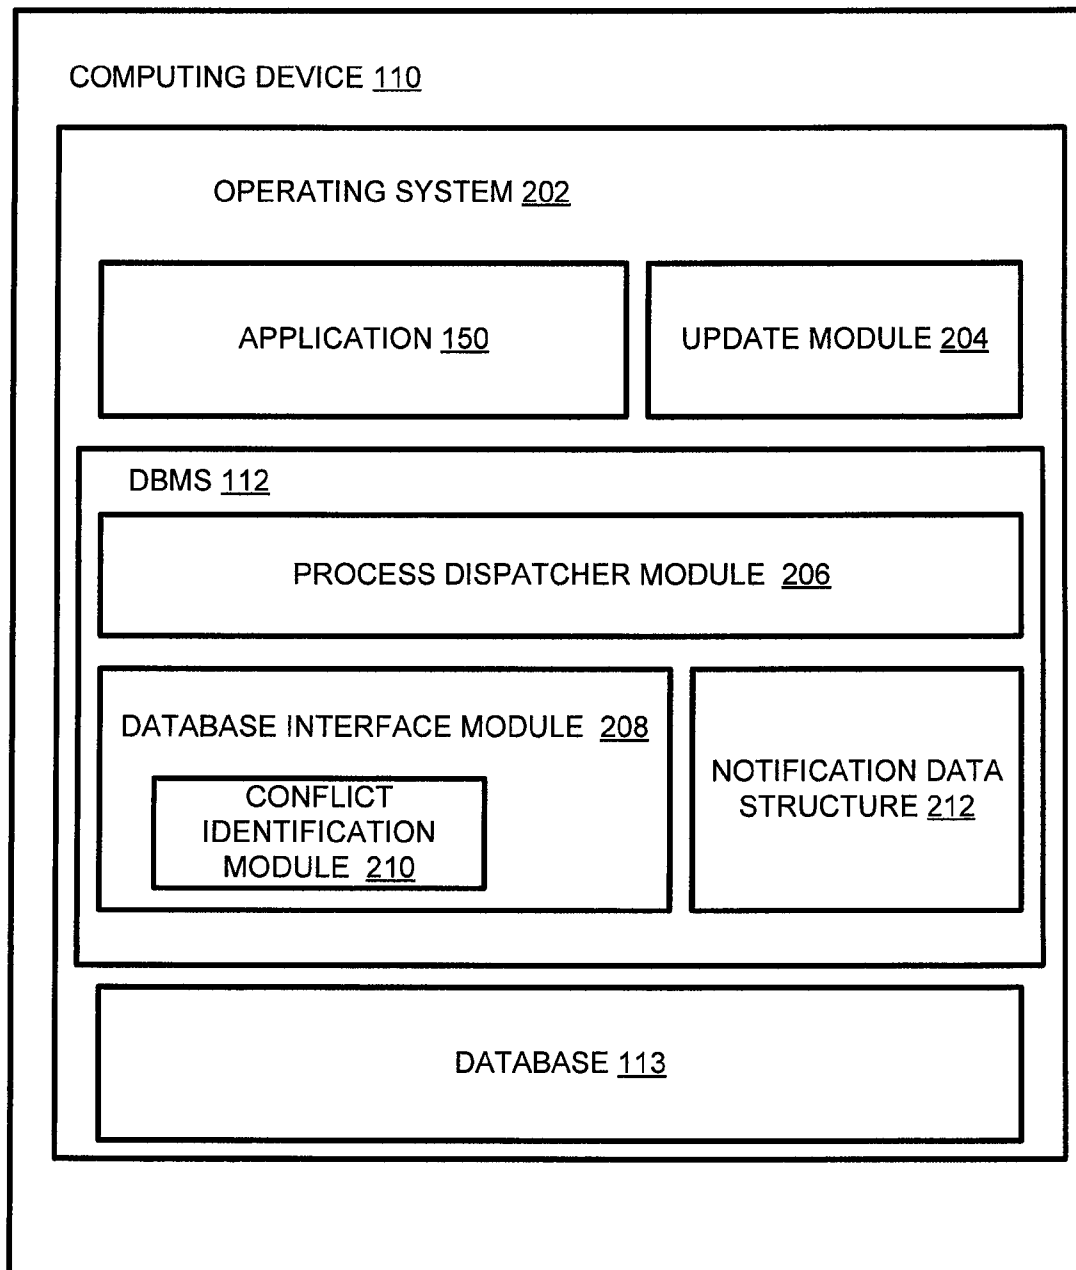 COMPUTING DEVICE 110
OPERATING SYSTEM 202
APPLICATION 150
UPDATE MODULE 204
DBMS 112
PROCESS DISPATCHER MODULE 206
DATABASE INTERFACE MODULE 208
CONFLICT
IDENTIFICATION
MODULE 210
NOTIFICATION DATA
STRUCTURE 212
DATABASE 113